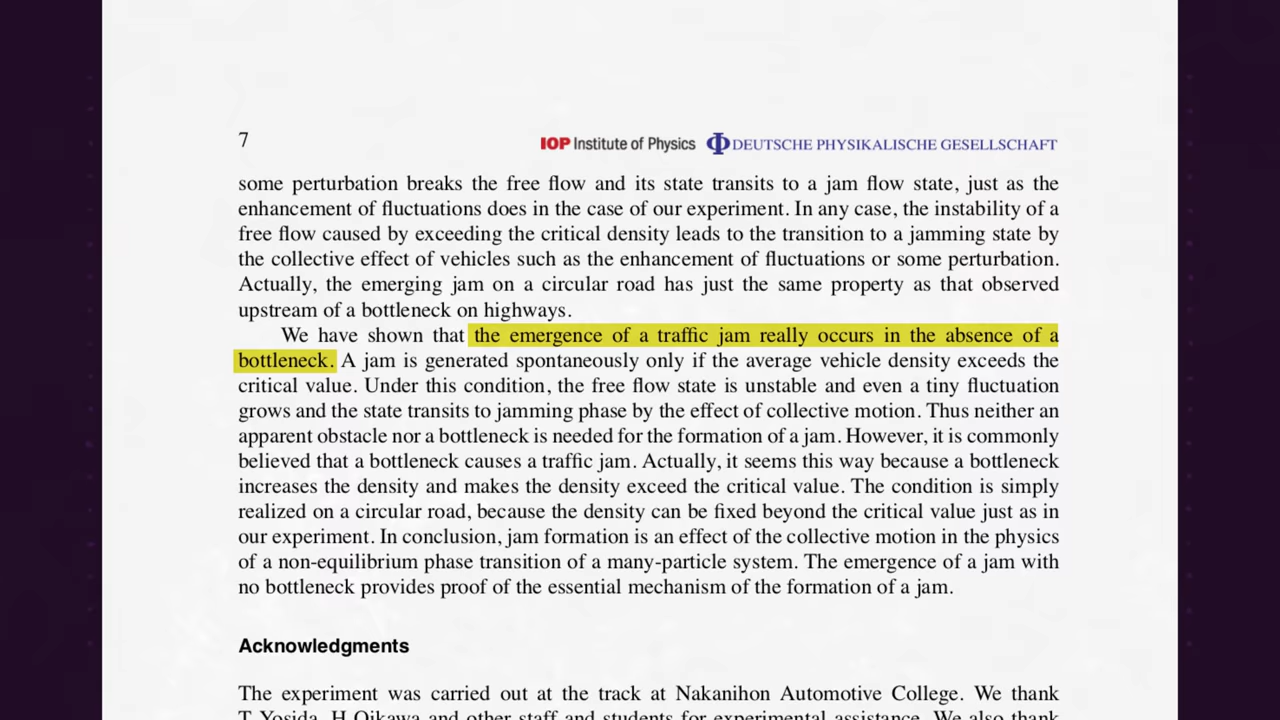 7
IOP Institute of Physics ΦDEUTSCHE PHYSIKALISCHE GESELLSCHAFT
some perturbation breaks the free flow and its state transits to a jam flow state, just as the
enhancement of fluctuations does in the case of our experiment. In any case, the instability of a
free flow caused by exceeding the critical density leads to the transition to a jamming state by
the collective effect of vehicles such as the enhancement of fluctuations or some perturbation.
Actually, the emerging jam on a circular road has just the same property as that observed
upstream of a bottleneck on highways.
We have shown that the emergence of a traffic jam really occurs in the absence of a
bottleneck. A jam is generated spontaneously only if the average vehicle density exceeds the
critical value. Under this condition, the free flow state is unstable and even a tiny fluctuation
grows and the state transits to jamming phase by the effect of collective motion. Thus neither an
apparent obstacle nor a bottleneck is needed for the formation of a jam. However, it is commonly
believed that a bottleneck causes a traffic jam. Actually, it seems this way because a bottleneck
increases the density and makes the density exceed the critical value. The condition is simply
realized on a circular road, because the density can be fixed beyond the critical value just as in
our experiment. In conclusion, jam formation is an effect of the collective motion in the physics
of a non-equilibrium phase transition of a many-particle system. The emergence of a jam with
no bottleneck provides proof of the essential mechanism of the formation of a jam.
Acknowledgments
The experiment was carried out at the track at Nakanihon Automotive College. We thank
T Yosida, H Oikawa and other staff and students for experimental assistance. We also thank